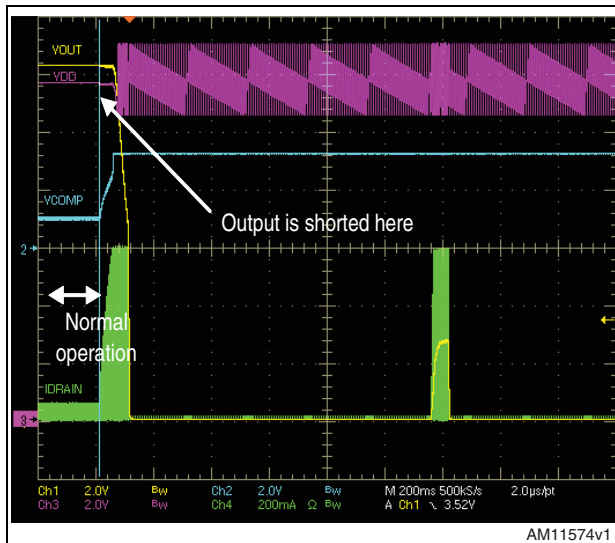 VOUT
VDD
VCOMP
Output is shorted here
2
Normal
operation
IDRAIN
3
Ch1 2.0V Bw Ch2 2.0V Bw M 200ms 500kS/s 2.0µs/pt
Ch3 2.0V Bw Ch4 200mA Ω Bw A Ch1 3.52V
AM11574v1